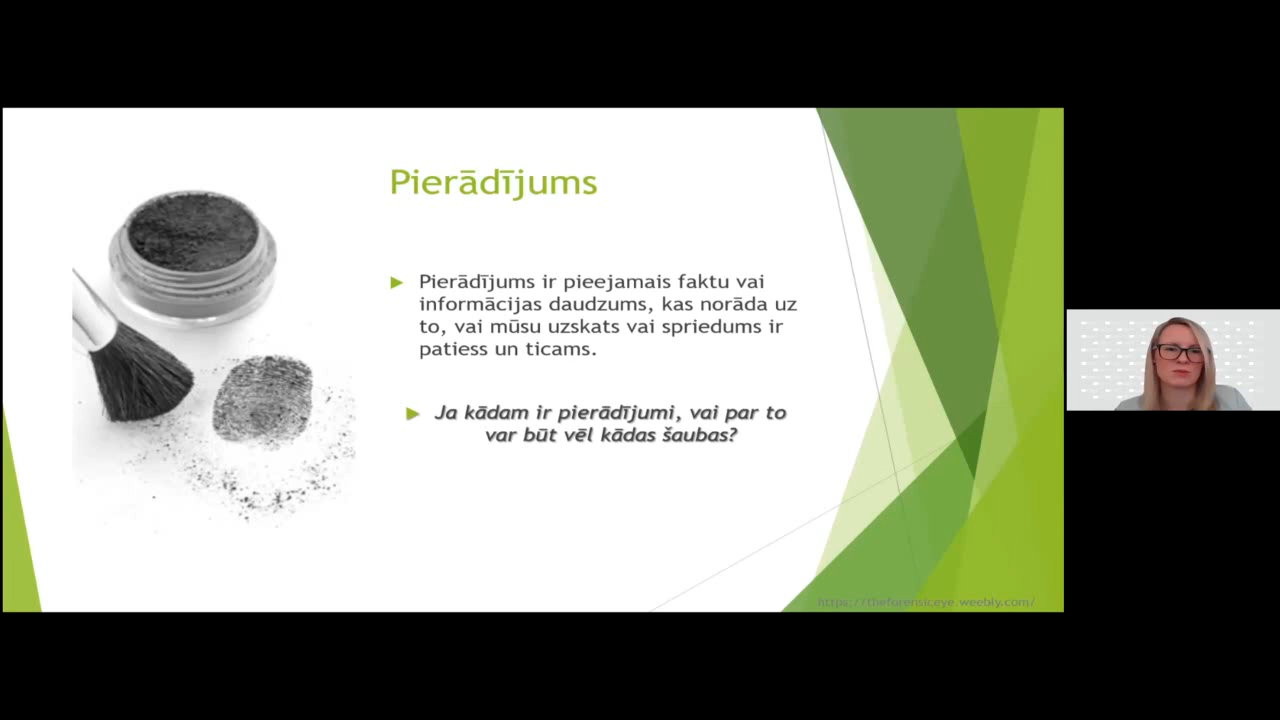 Pierādījums
Pierādījums ir pieejamais faktu vai
informācijas daudzums, kas norāda uz
to, vai mūsu uzskats vai spriedums ir
patiess un ticams.
Ja kādam ir pierādījumi, vai par to
var būt vēl kādas šaubas?
https://theforensiceye.weebly.com/